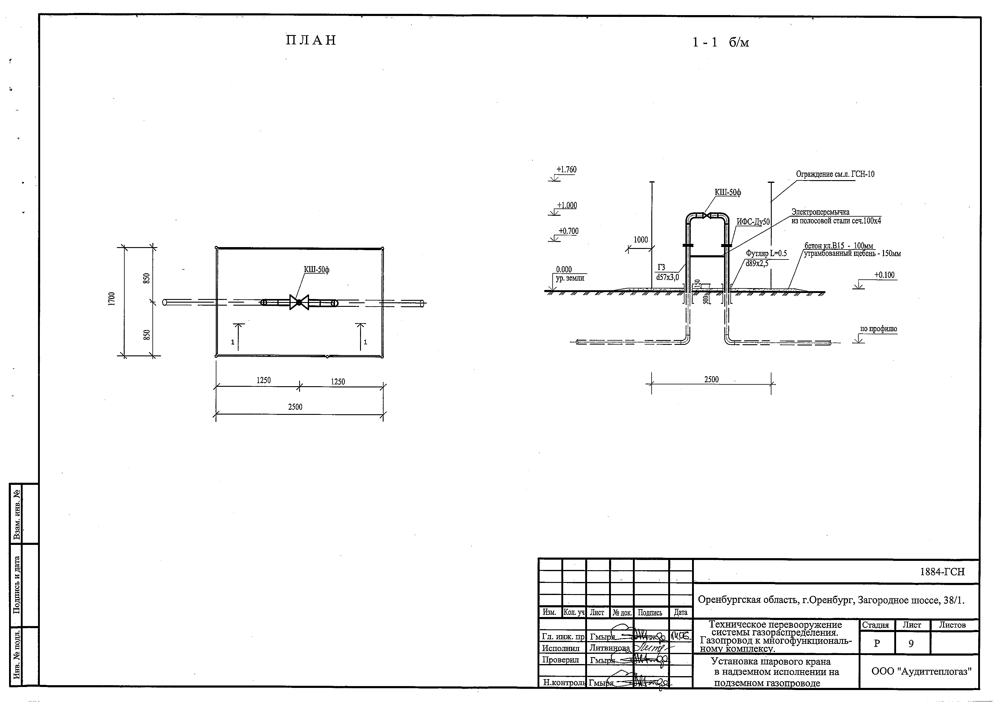 ПЛАН
1-1 б/м
КШ-50ф
1700
850
850
1
1
1250
1250
2500
+1.760
+1.000
+0.700
1000
0.000
ур. земли
КШ-50ф
ИФС-Ду50
Ограждение см.л. ГСН-10
Электроперемычка
из полосовой стали сеч.100х4
бетон кл.В15 - 100мм
утрамбованный щебень - 150мм
Футляр L=0.5
d89х2,5
Г3
d57х3,0
150
500
+0.100
по профилю
2500
Взам. инв. №
Подпись и дата
Инв. № подл.
1884-ГСН
Оренбургская область, г.Оренбург, Загородное шоссе, 38/1.
Изм. Кол. уч Лист № док. Подпись Дата
Гл. инж. пр Гмыря
Исполнил Литвинова
Проверил Гмыря
Н.контроль Гмыря
Техническое перевооружение
системы газораспределения.
Газопровод к многофункциональ-
ному комплексу.
Стадия Лист Листов
Р 9
Установка шарового крана
в надземном исполнении на
подземном газопроводе
ООО "Аудиттеплогаз"